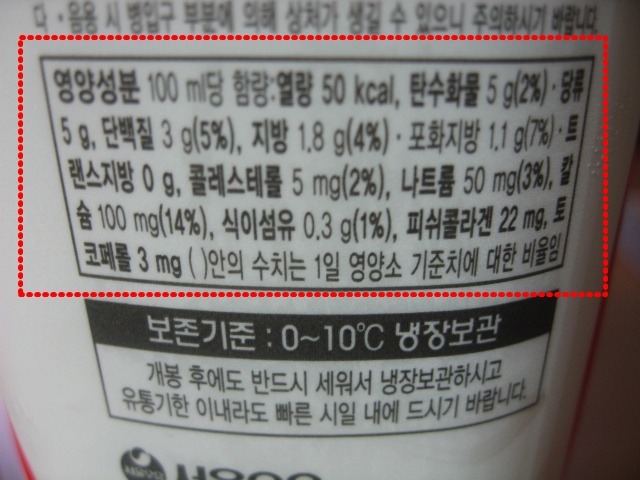 다 · 음용 시 병입구 부분에 의해 상처가 생길 수 있으니 주의하시기 바랍니다.
영양성분 100 ml당 함량:열량 50 kcal, 탄수화물 5 g(2%) · 당류
5 g, 단백질 3 g(5%), 지방 1.8 g(4%) · 포화지방 1.1 g(7%) · 트
랜스지방 0 g, 콜레스테롤 5 mg(2%), 나트륨 50 mg(3%), 칼
슘 100 mg(14%), 식이섬유 0.3 g(1%), 피쉬콜라겐 22 mg, 토
코페롤 3 mg ( )안의 수치는 1일 영양소 기준치에 대한 비율임
보존기준 : 0~10℃ 냉장보관
개봉 후에도 반드시 세워서 냉장보관하시고
유통기한 이내라도 빠른 시일 내에 드시기 바랍니다.